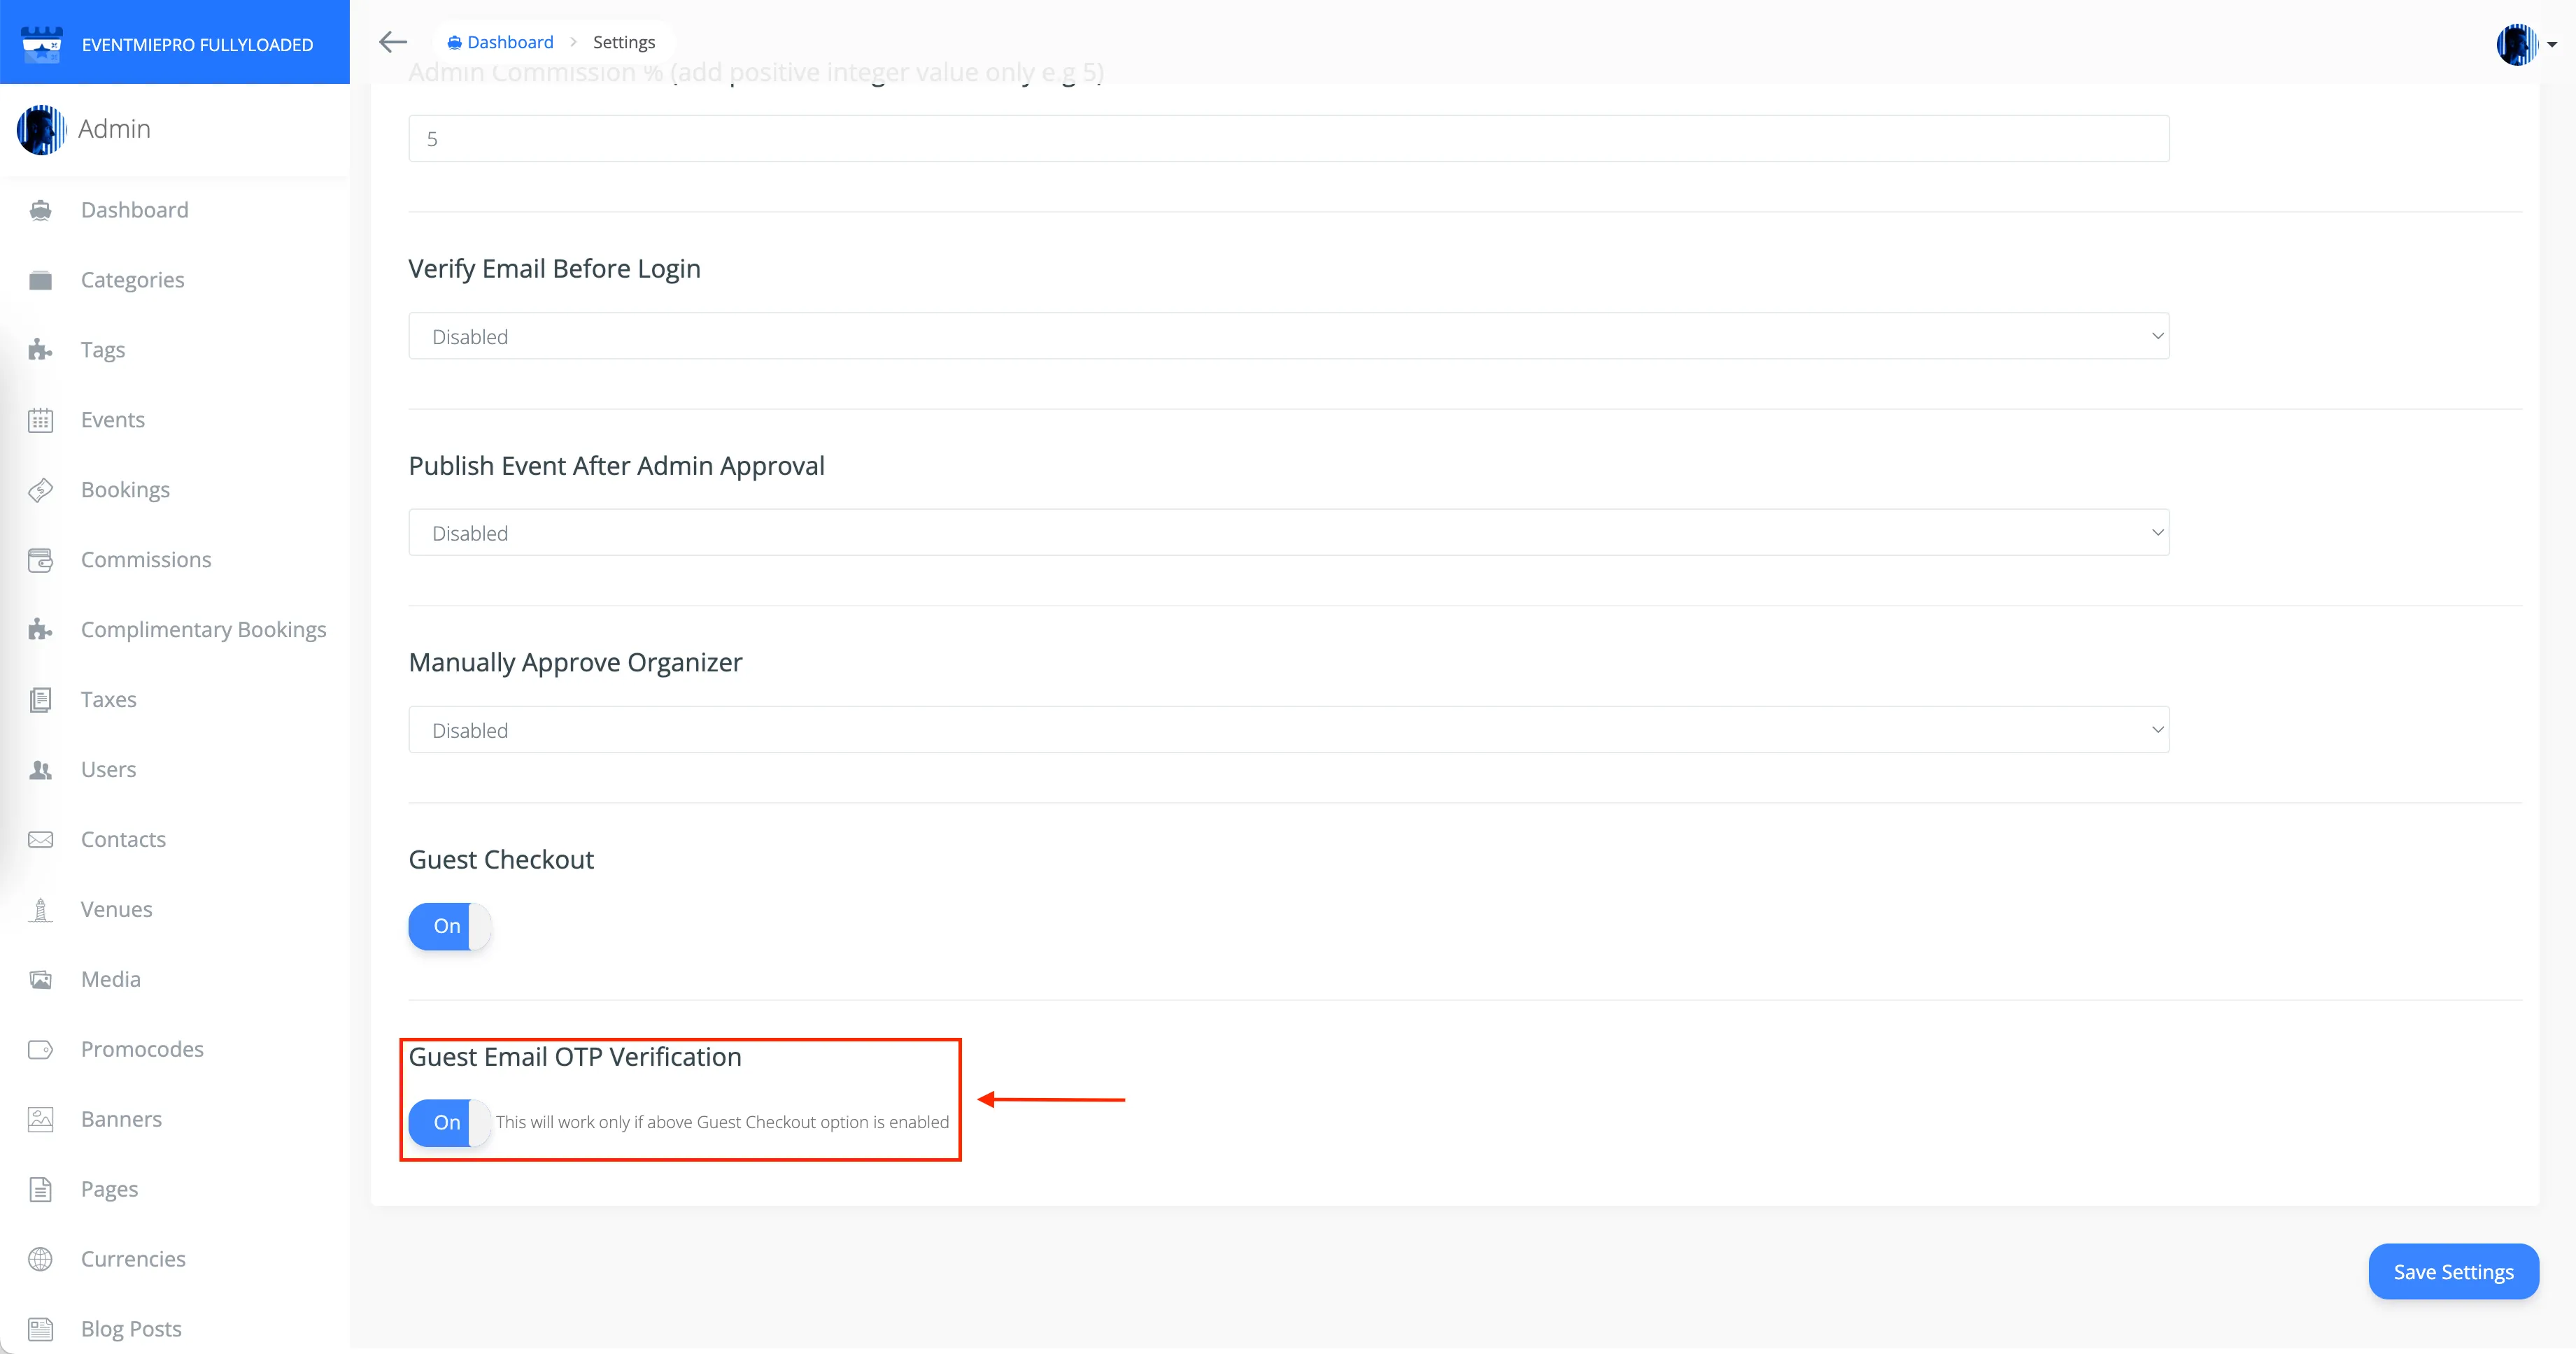 EVENTMIEPRO FULLYLOADED
Dashboard
Settings
Admin
Dashboard
Categories
Tags
Events
Bookings
Commissions
Complimentary Bookings
Taxes
Users
Contacts
Venues
Media
Promocodes
Banners
Pages
Currencies
Blog Posts
Admin Commission % (add positive integer value only e.g 5)
5
Verify Email Before Login
Disabled
Publish Event After Admin Approval
Disabled
Manually Approve Organizer
Disabled
Guest Checkout
On
Guest Email OTP Verification
On This will work only if above Guest Checkout option is enabled
Save Settings